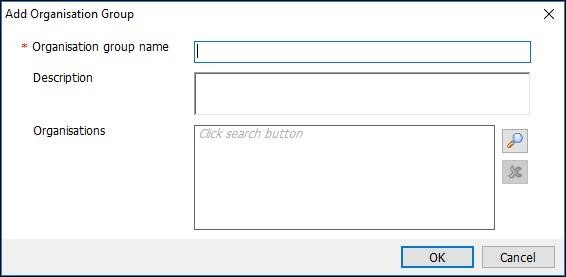 Add Organisation Group
* Organisation group name
Description
Organisations
Click search button
OK
Cancel